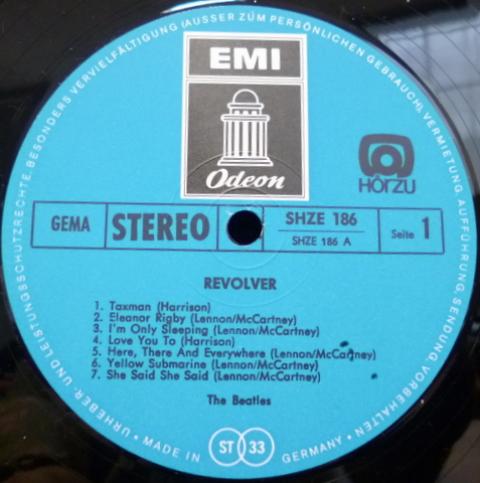 URHEBER- UND LEISTUNGSSCHUTZRECHTE, BESONDERS VERVIELFÄLTIGUNG (AUSSER ZUM PERSÖNLICHEN GEBRAUCH), VERMIETUNG, AUFFÜHRUNG, SENDUNG, VORBEHALTEN ·
EMI
Odeon
HÖRZU
GEMA
STEREO
SHZE 186
SHZE 186 A
Seite 1
REVOLVER
1. Taxman (Harrison)
2. Eleanor Rigby (Lennon/McCartney)
3. I'm Only Sleeping (Lennon/McCartney)
4. Love You To (Harrison)
5. Here, There And Everywhere (Lennon/McCartney)
6. Yellow Submarine (Lennon/McCartney)
7. She Said She Said (Lennon/McCartney)
The Beatles
· MADE IN GERMANY ·
ST 33